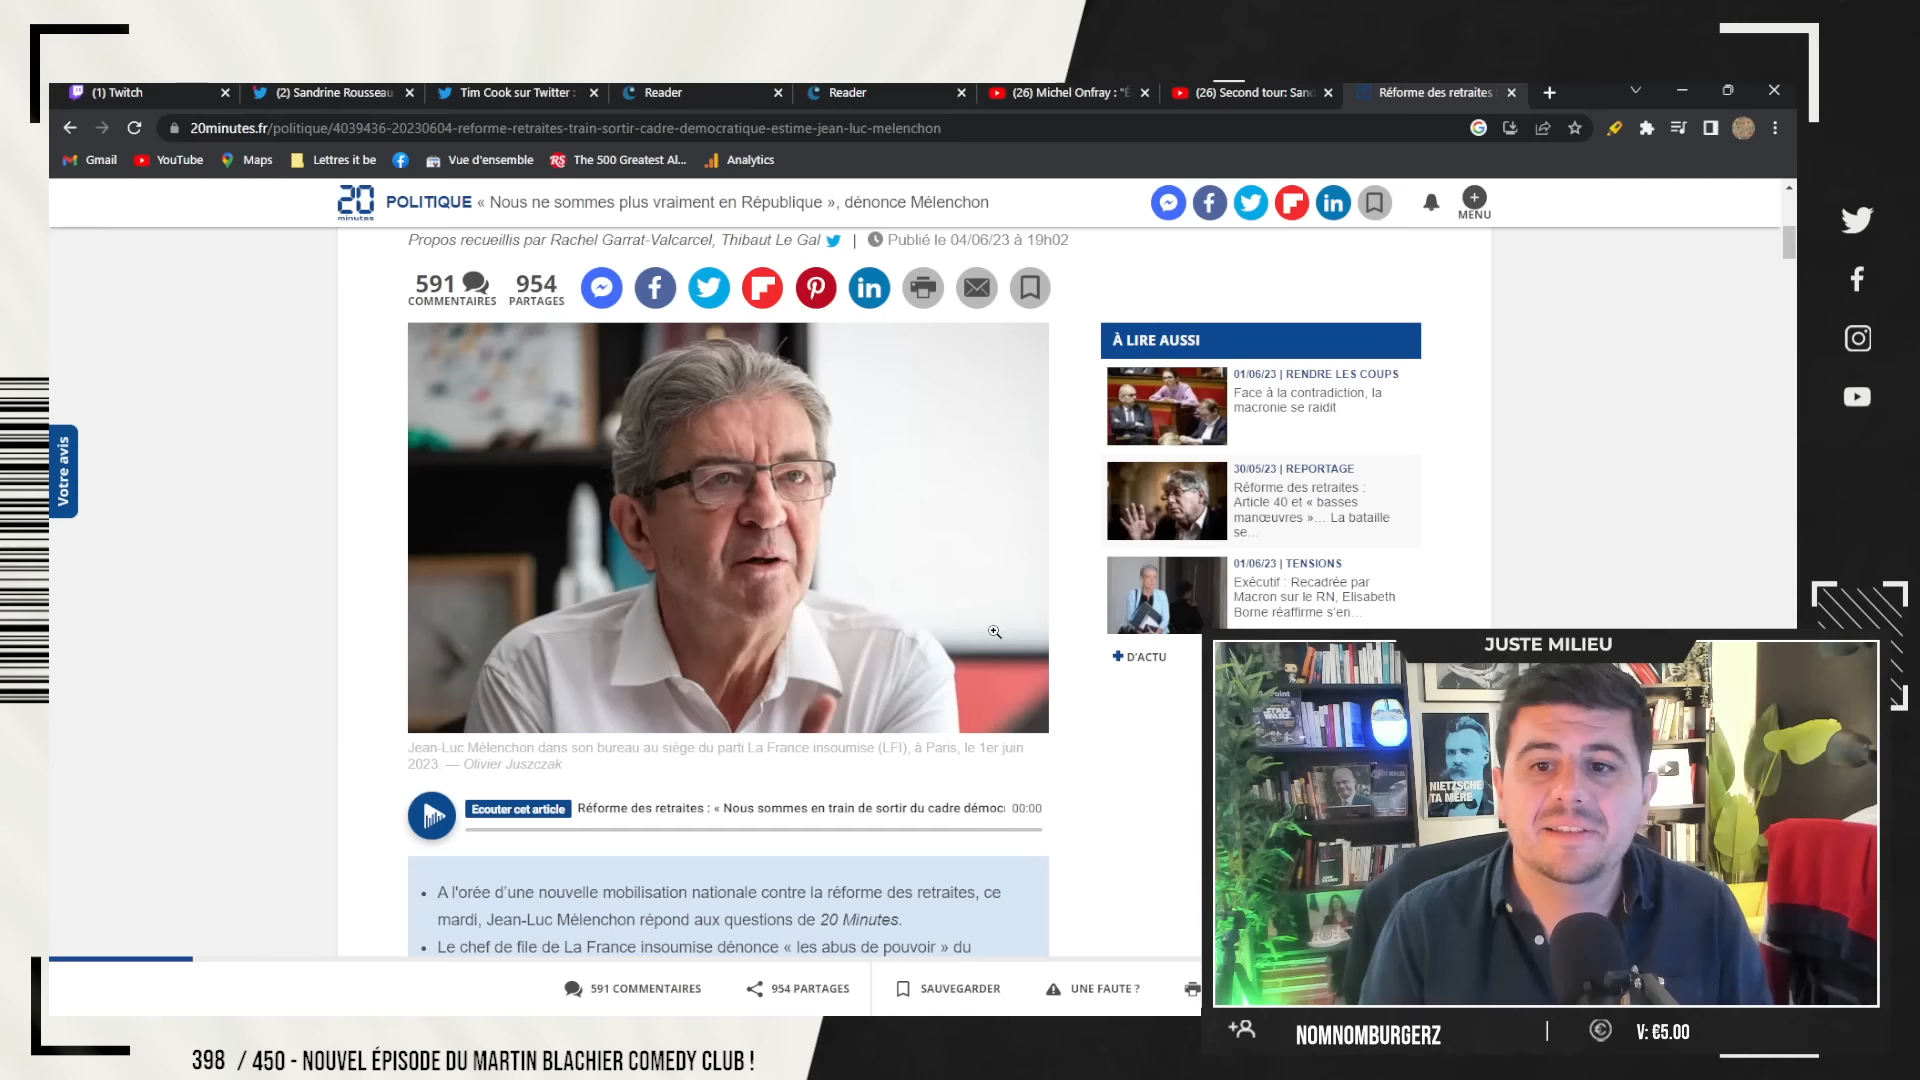 (1) Twitch
(2) Sandrine Rousseau
Tim Cook sur Twitter :
Reader
Reader
(26) Michel Onfray : "É
(26) Second tour: Sand
Réforme des retraites
20minutes.fr/politique/4039436-20230604-reforme-retraites-train-sortir-cadre-democratique-estime-jean-luc-melenchon
Gmail
YouTube
Maps
Lettres it be
Vue d'ensemble
RS
The 500 Greatest Al...
Analytics
20 minutes
POLITIQUE « Nous ne sommes plus vraiment en République », dénonce Mélenchon
MENU
Propos recueillis par Rachel Garrat-Valcarcel, Thibaut Le Gal | Publié le 04/06/23 à 19h02
591 COMMENTAIRES
954 PARTAGES
Votre avis
Jean-Luc Mélenchon dans son bureau au siège du parti La France insoumise (LFI), à Paris, le 1er juin
2023. — Olivier Juszczak
Ecouter cet article
Réforme des retraites : « Nous sommes en train de sortir du cadre démoc
00:00
• A l'orée d'une nouvelle mobilisation nationale contre la réforme des retraites, ce
mardi, Jean-Luc Mélenchon répond aux questions de 20 Minutes.
• Le chef de file de La France insoumise dénonce « les abus de pouvoir » du
À LIRE AUSSI
01/06/23 | RENDRE LES COUPS
Face à la contradiction, la
macronie se raidit
30/05/23 | REPORTAGE
Réforme des retraites :
Article 40 et « basses
manœuvres »… La bataille
se…
01/06/23 | TENSIONS
Exécutif : Recadrée par
Macron sur le RN, Elisabeth
Borne réaffirme s'en…
D'ACTU
591 COMMENTAIRES
954 PARTAGES
SAUVEGARDER
UNE FAUTE ?
JUSTE MILIEU
STAR WARS
NIETZSCHE
TA MÈRE
NOMNOMBURGERZ
|
V: €5.00
398 / 450 - NOUVEL ÉPISODE DU MARTIN BLACHIER COMEDY CLUB !